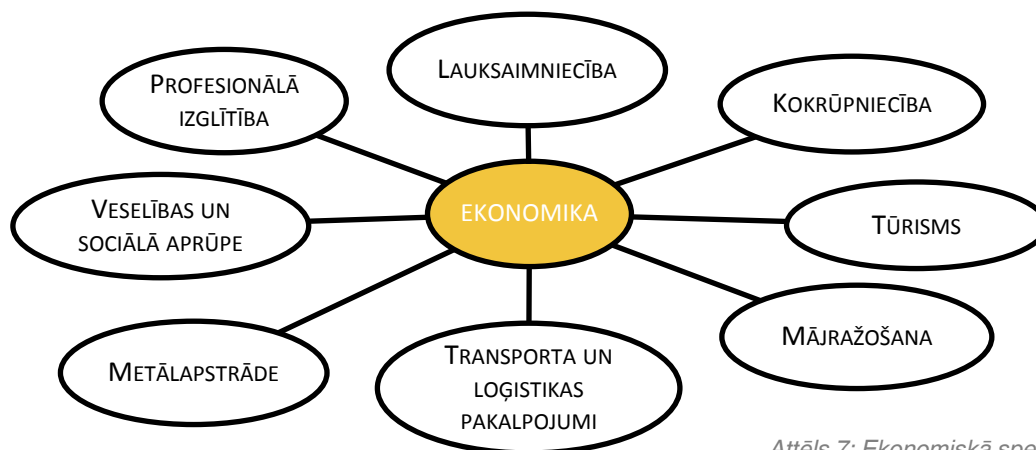 Lauksaimniecība
Profesionālā
izglītība
Kokrūpniecība
Veselības un
sociālā aprūpe
EKONOMIKA
Tūrisms
Mājražošana
Metālapstrāde
Transporta un
loģistikas
pakalpojumi
Attēls 7: Ekonomiskā